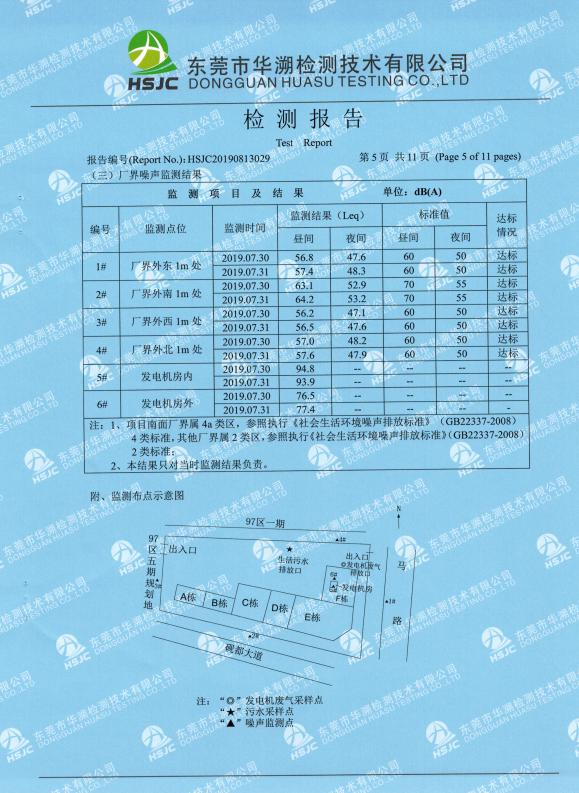 HSJC
东莞市华溯检测技术有限公司
DONGGUAN HUASU TESTING CO.,LTD
检 测 报 告
Test Report
报告编号(Report No.): HSJC20190813029 第 5 页 共 11 页 (Page 5 of 11 pages)
（三）厂界噪声监测结果
监 测 项 目 及 结 果 单位: dB(A)
编号 监测点位 监测时间 监测结果（Leq） 标准值 达标情况
昼间 夜间 昼间 夜间
1# 厂界外东 1m 处 2019.07.30 56.8 47.6 60 50 达标
2019.07.31 57.4 48.3 60 50 达标
2# 厂界外南 1m 处 2019.07.30 63.1 52.9 70 55 达标
2019.07.31 64.2 53.2 70 55 达标
3# 厂界外西 1m 处 2019.07.30 56.2 47.1 60 50 达标
2019.07.31 56.5 47.6 60 50 达标
4# 厂界外北 1m 处 2019.07.30 57.0 48.2 60 50 达标
2019.07.31 57.6 47.9 60 50 达标
5# 发电机房内 2019.07.30 94.8 -- -- -- --
2019.07.31 93.9 -- -- -- --
6# 发电机房外 2019.07.30 76.5 -- -- -- --
2019.07.31 77.4 -- -- -- -
注: 1、项目南面厂界属 4a 类区，参照执行《社会生活环境噪声排放标准》（GB22337-2008）
4 类标准, 其他厂界属 2 类区, 参照执行《社会生活环境噪声排放标准》(GB22337-2008)
2 类标准;
2、本结果只对当时监测结果负责。
附、监测布点示意图
N
97区一期
97区五期规划地
出入口
▲4#
★
生活污水
排放口
出入口
◎发电机废气
排放口
发电机房
▲3#
A栋
B栋
C栋
D栋
E栋
F栋
▲1#
马路
▲2#
砚都大道
注: “◎”发电机废气采样点
“★”污水采样点
“▲”噪声监测点